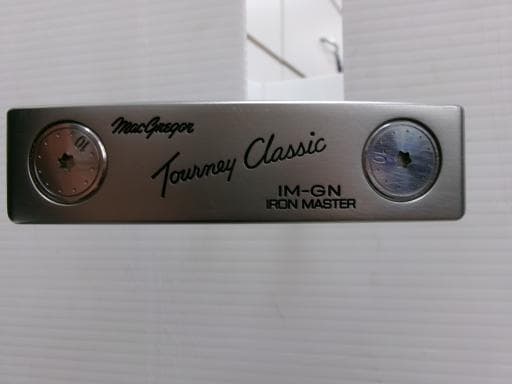 MacGregor
Tourney Classic
IM-GN
IRON MASTER
10
10